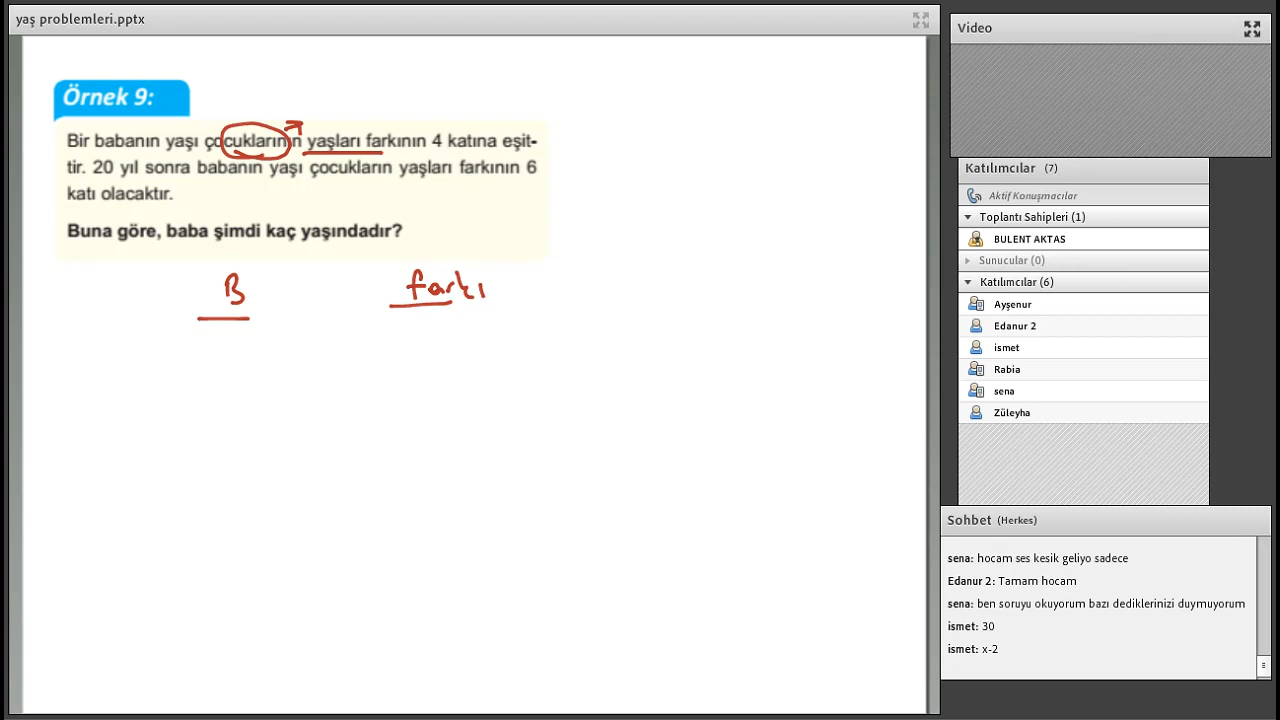 yaş problemleri.pptx
Örnek 9:
Bir babanın yaşı çocuklarının yaşları farkının 4 katına eşit-
tir. 20 yıl sonra babanın yaşı çocukların yaşları farkının 6
katı olacaktır.
Buna göre, baba şimdi kaç yaşındadır?
B farkı
Video
Katılımcılar (7)
Aktif Konuşmacılar
Toplantı Sahipleri (1)
BULENT AKTAS
Sunucular (0)
Katılımcılar (6)
Ayşenur
Edanur 2
ismet
Rabia
sena
Züleyha
Sohbet (Herkes)
sena: hocam ses kesik geliyo sadece
Edanur 2: Tamam hocam
sena: ben soruyu okuyorum bazı dediklerinizi duymuyorum
ismet: 30
ismet: x-2